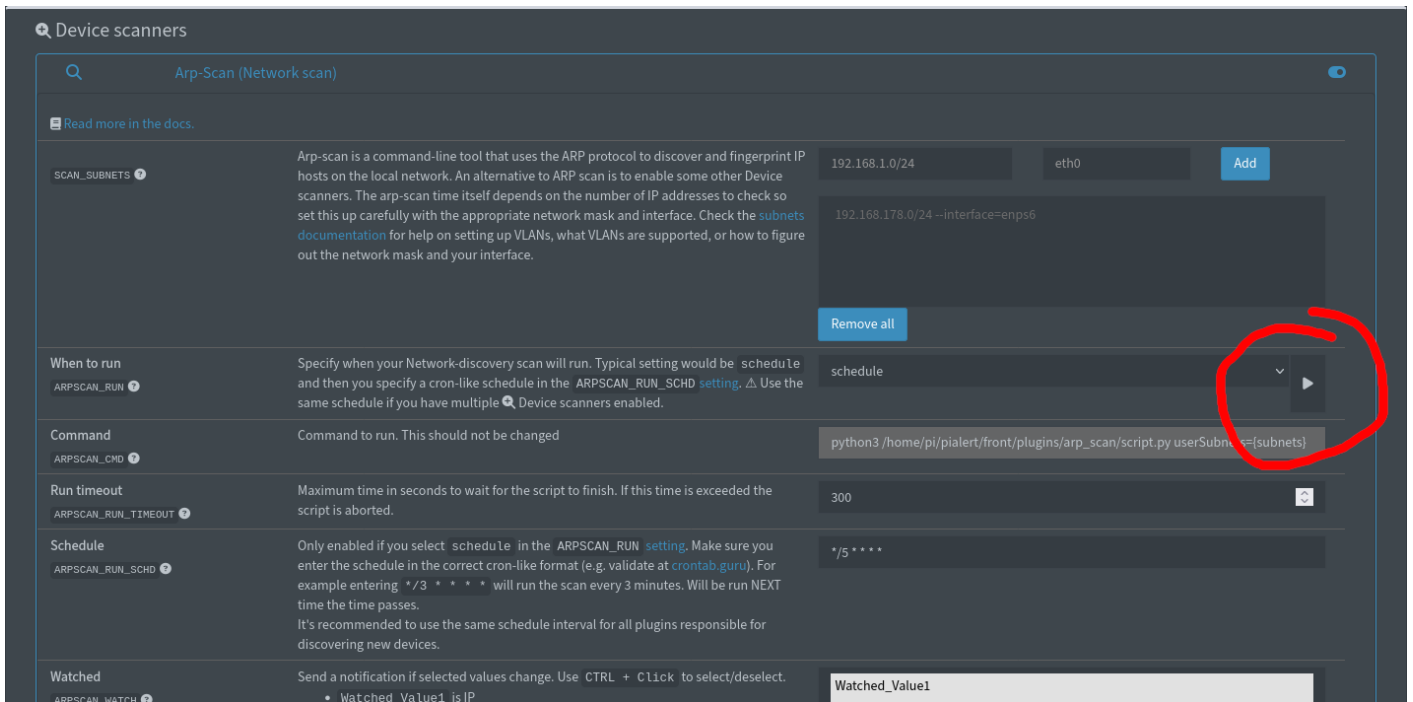 Device scanners
Arp-Scan (Network scan)
Read more in the docs.
SCAN_SUBNETS
Arp-scan is a command-line tool that uses the ARP protocol to discover and fingerprint IP
hosts on the local network. An alternative to ARP scan is to enable some other Device
scanners. The arp-scan time itself depends on the number of IP addresses to check so
set this up carefully with the appropriate network mask and interface. Check the subnets
documentation for help on setting up VLANs, what VLANs are supported, or how to figure
out the network mask and your interface.
192.168.1.0/24
eth0
Add
192.168.178.0/24 --interface=enps6
Remove all
When to run
ARPSCAN_RUN
Specify when your Network-discovery scan will run. Typical setting would be schedule
and then you specify a cron-like schedule in the ARPSCAN_RUN_SCHD setting. ⚠ Use the
same schedule if you have multiple Device scanners enabled.
schedule
Command
ARPSCAN_CMD
Command to run. This should not be changed
python3 /home/pi/pialert/front/plugins/arp_scan/script.py userSubnets={subnets}
Run timeout
ARPSCAN_RUN_TIMEOUT
Maximum time in seconds to wait for the script to finish. If this time is exceeded the
script is aborted.
300
Schedule
ARPSCAN_RUN_SCHD
Only enabled if you select schedule in the ARPSCAN_RUN setting. Make sure you
enter the schedule in the correct cron-like format (e.g. validate at crontab.guru). For
example entering */3 * * * * will run the scan every 3 minutes. Will be run NEXT
time the time passes.
It's recommended to use the same schedule interval for all plugins responsible for
discovering new devices.
*/5 * * * *
Watched
ARPSCAN_WATCH
Send a notification if selected values change. Use CTRL + Click to select/deselect.
• Watched_Value1 is IP
Watched_Value1